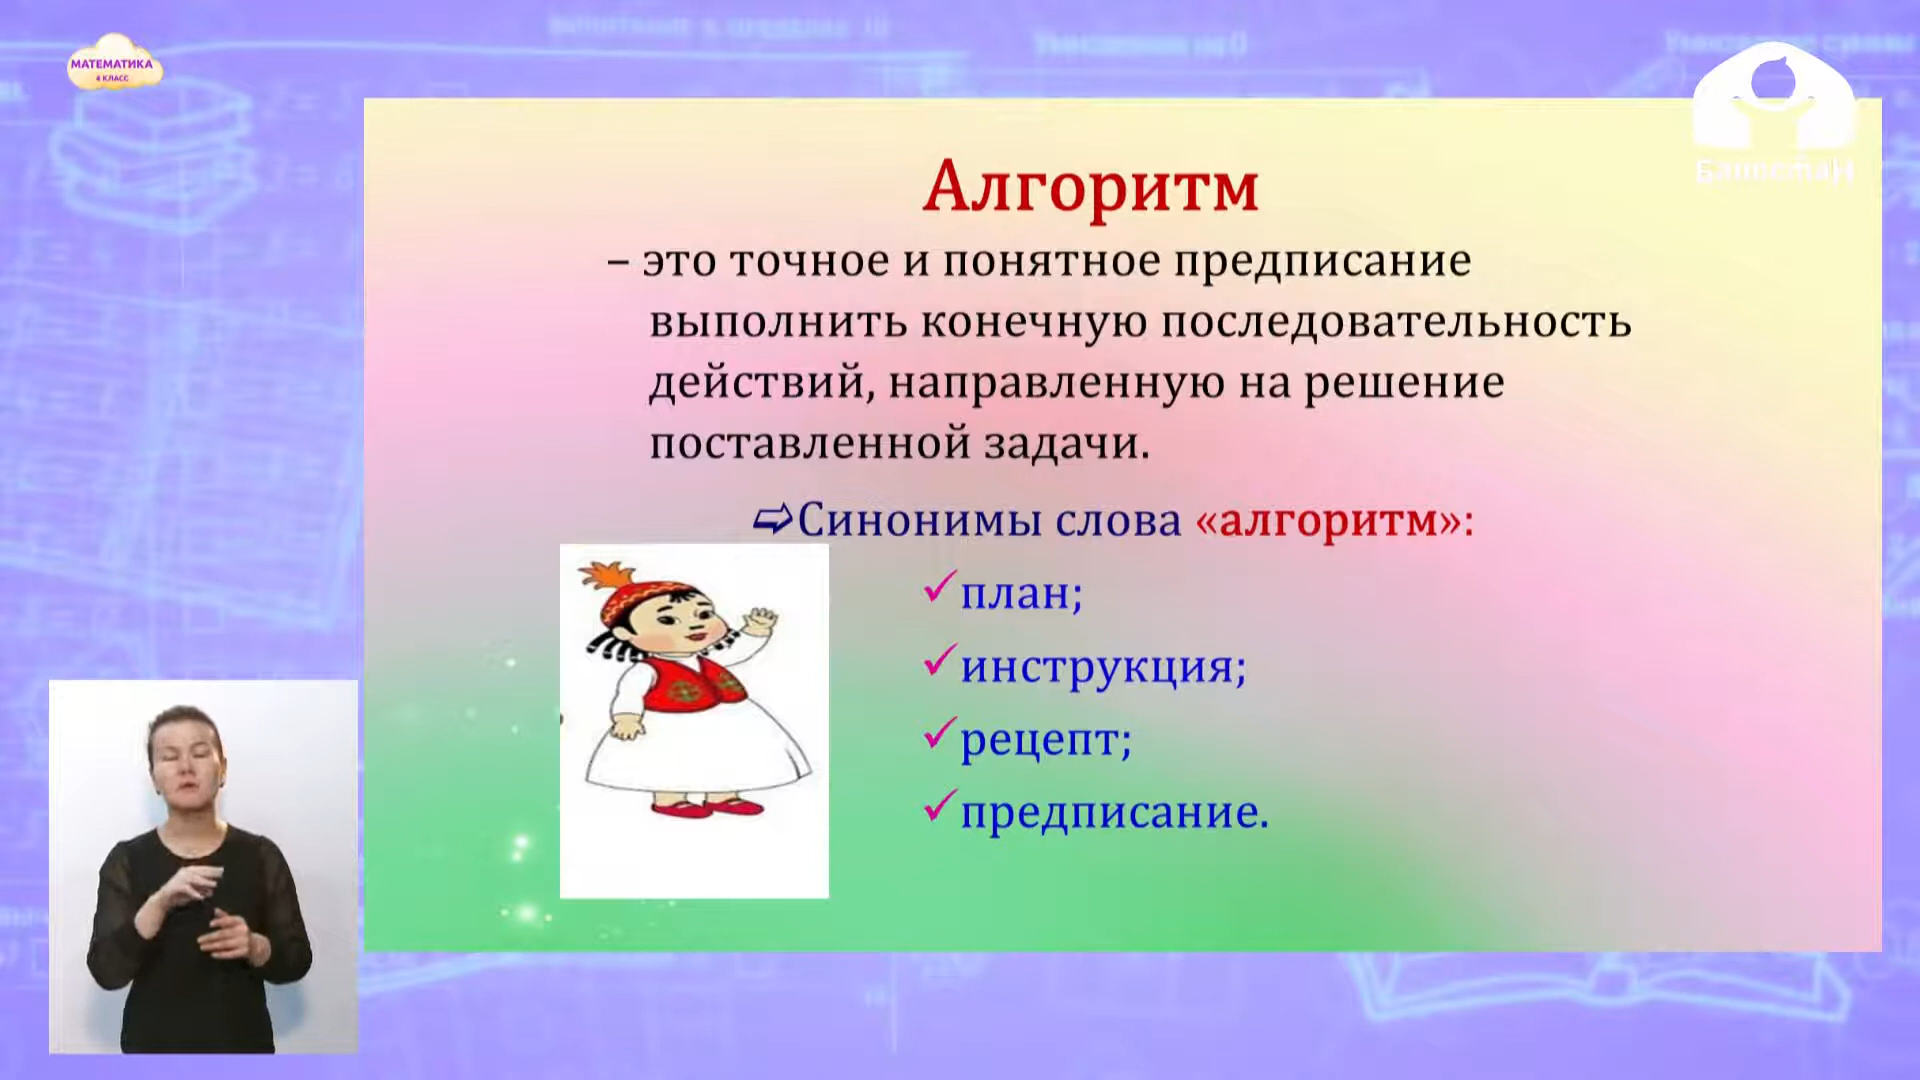 МАТЕМАТИКА
4 КЛАСС
БАЛАСТАН
Алгоритм
– это точное и понятное предписание
выполнить конечную последовательность
действий, направленную на решение
поставленной задачи.
➯Синонимы слова «алгоритм»:
✓план;
✓инструкция;
✓рецепт;
✓предписание.